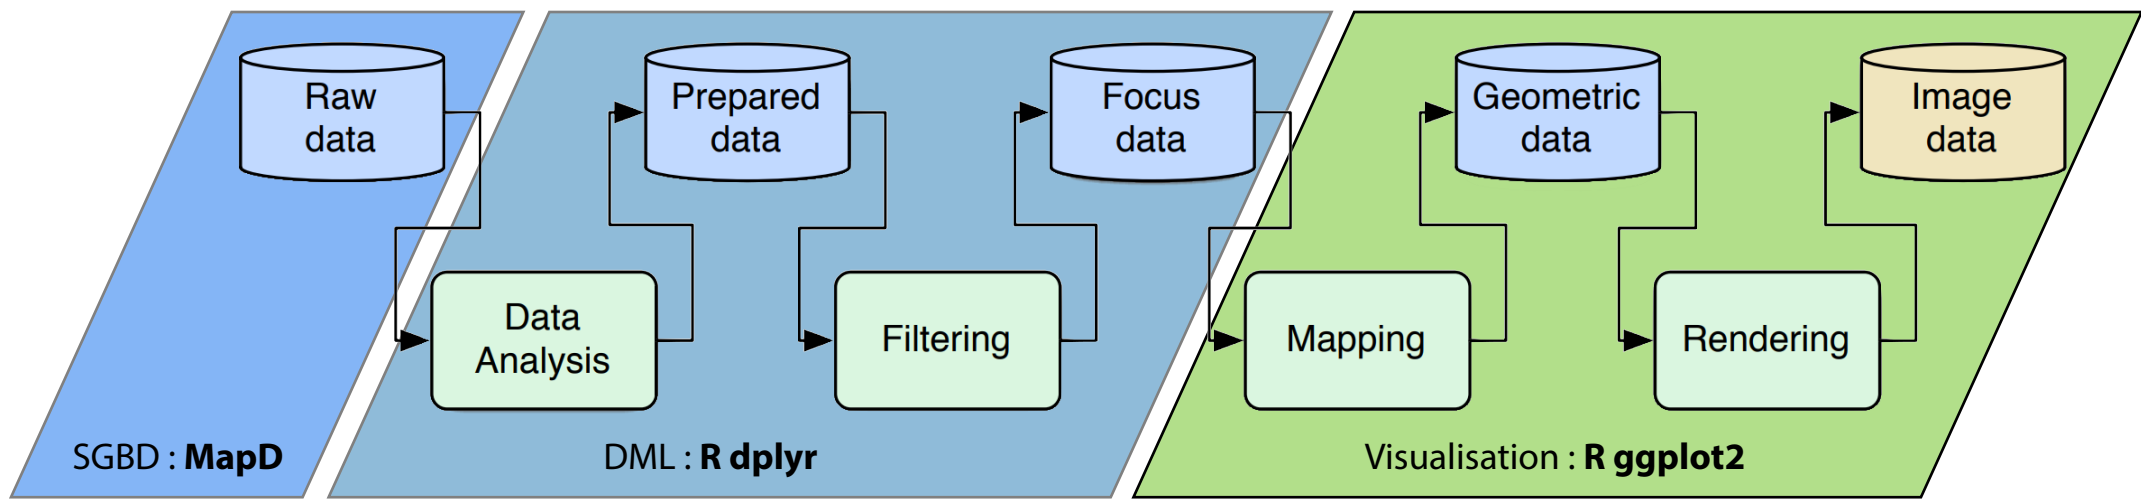 Raw
data
Prepared
data
Focus
data
Geometric
data
Image
data
Data
Analysis
Filtering
Mapping
Rendering
SGBD : MapD
DML : R dplyr
Visualisation : R ggplot2